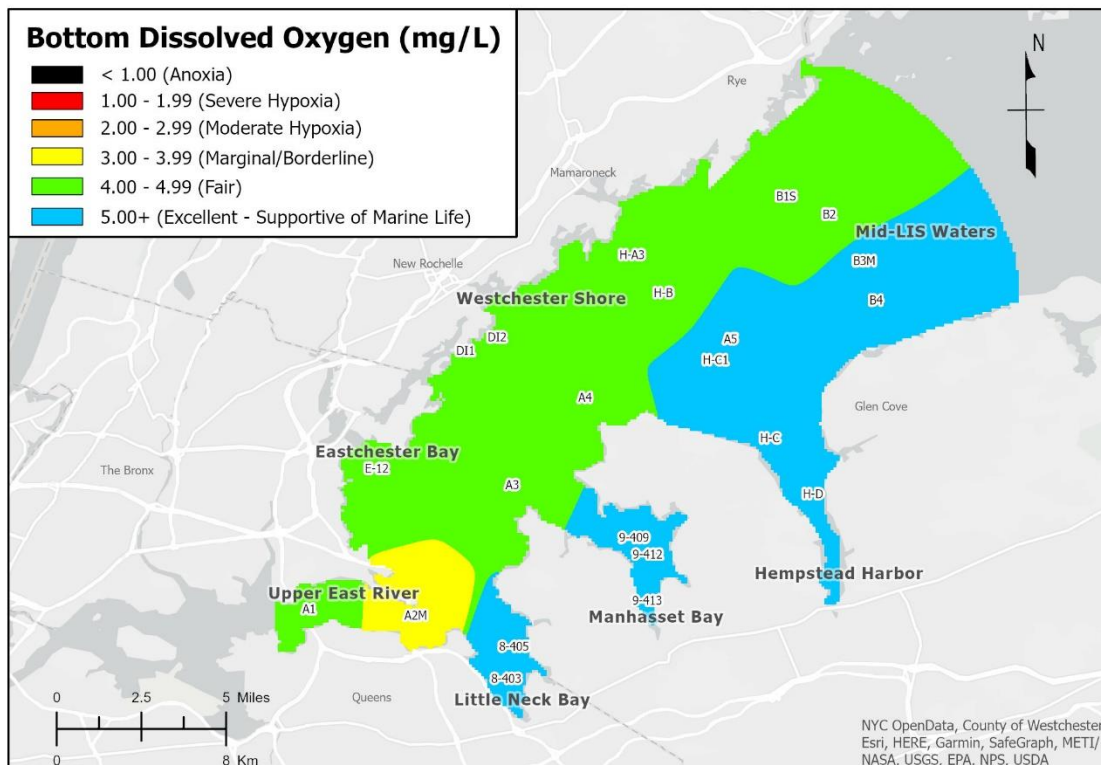 Bottom Dissolved Oxygen (mg/L)
< 1.00 (Anoxia)
1.00 - 1.99 (Severe Hypoxia)
2.00 - 2.99 (Moderate Hypoxia)
3.00 - 3.99 (Marginal/Borderline)
4.00 - 4.99 (Fair)
5.00+ (Excellent - Supportive of Marine Life)
N
Rye
Mamaroneck
B1S
B2
Mid-LIS Waters
H-A3
B3M
New Rochelle
Westchester Shore
H-B
B4
DI1
DI2
A5
H-C1
A4
Glen Cove
H-C
Eastchester Bay
E-12
The Bronx
A3
H-D
9-409
9-412
Hempstead Harbor
Upper East River
A1
A2M
9-413
Manhasset Bay
8-405
8-403
Queens
Little Neck Bay
0 2.5 5 Miles
0 8 Km
NYC OpenData, County of Westchester,
Esri, HERE, Garmin, SafeGraph, METI/
NASA, USGS, EPA, NPS, USDA